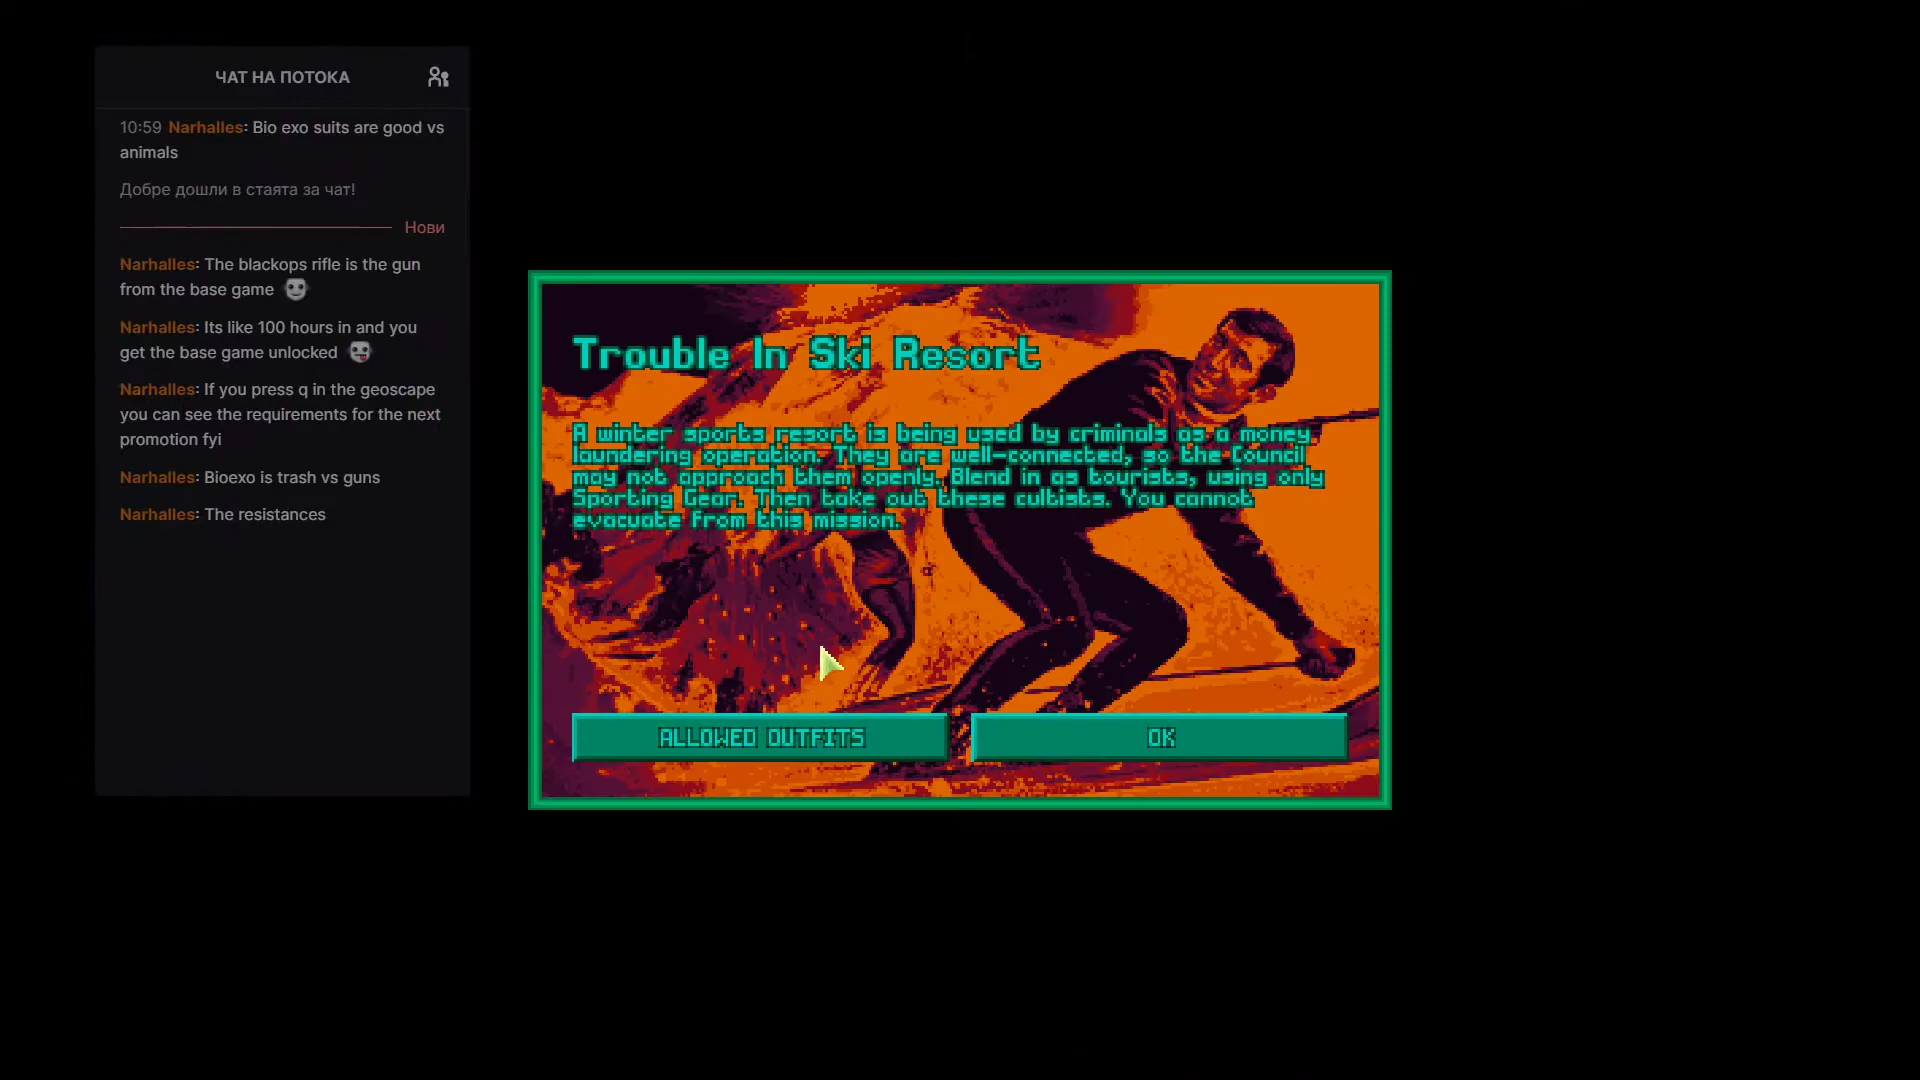 ЧАТ НА ПОТОКА
10:59 Narhalles: Bio exo suits are good vs
animals
Добре дошли в стаята за чат!
Нови
Narhalles: The blackops rifle is the gun
from the base game
Narhalles: Its like 100 hours in and you
get the base game unlocked
Narhalles: If you press q in the geoscape
you can see the requirements for the next
promotion fyi
Narhalles: Bioexo is trash vs guns
Narhalles: The resistances
Trouble In Ski Resort
A winter sports resort is being used by criminals as a money
laundering operation. They are well-connected, so the Council
may not approach them openly. Blend in as tourists, using only
Sporting Gear. Then take out these cultists. You cannot
evacuate from this mission.
ALLOWED OUTFITS
OK